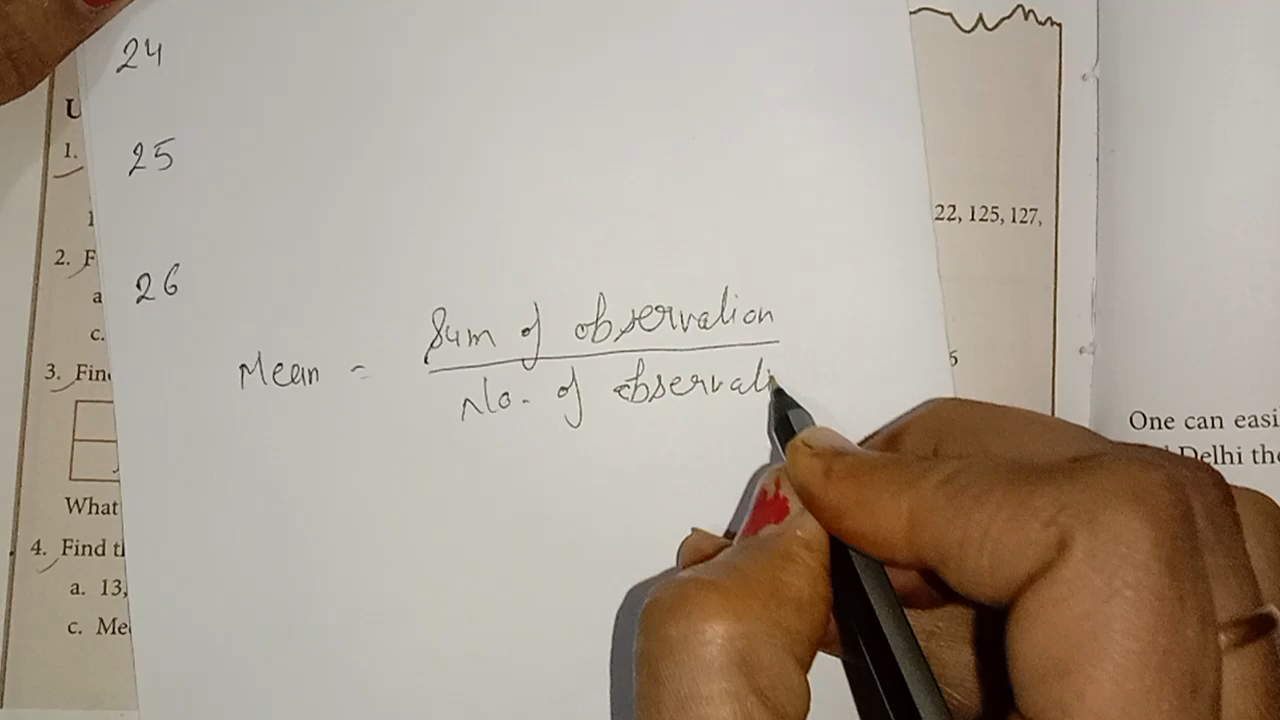 24
25
26
Mean = Sum of observation
No. of observati
U
1.
2. F
a
c.
3. Fin
What
4. Find t
a. 13,
c. Me
22, 125, 127,
One can easi
Delhi the